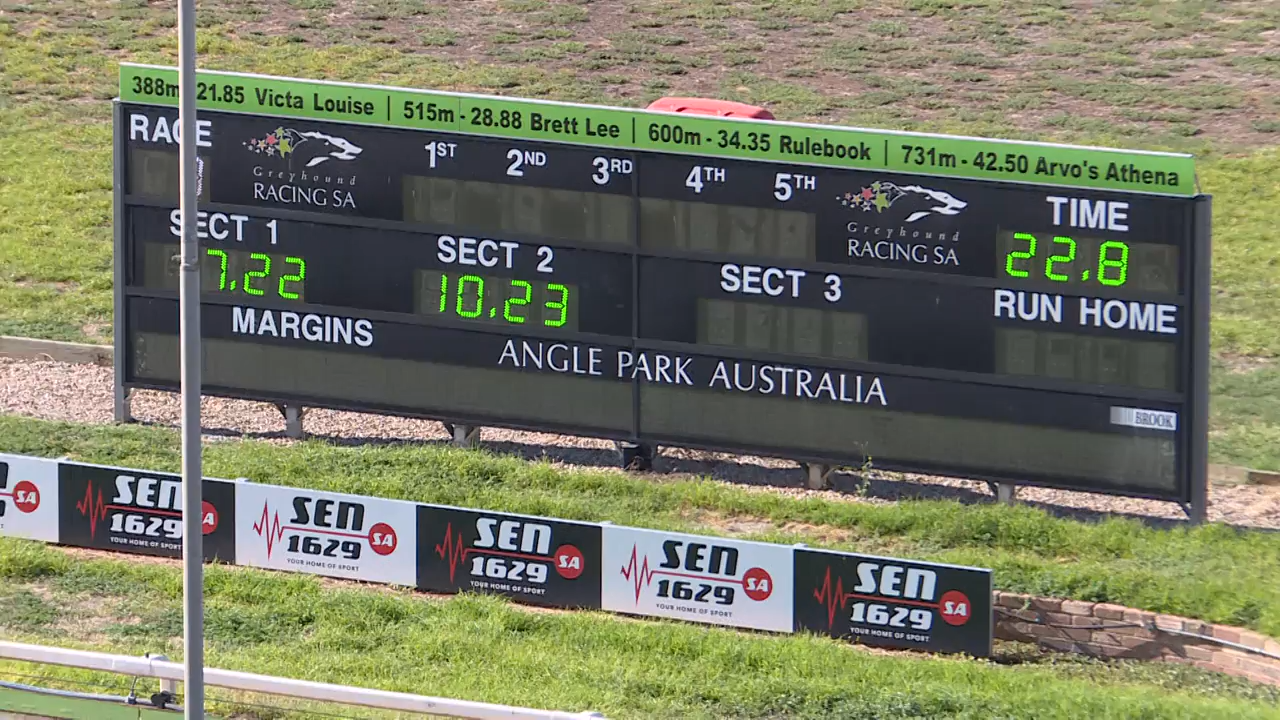 388m 21.85 Victa Louise | 515m - 28.88 Brett Lee | 600m - 34.35 Rulebook | 731m - 42.50 Arvo's Athena
RACE
Greyhound
RACING SA
1ST 2ND 3RD 4TH 5TH
Greyhound
RACING SA
TIME
22.8
SECT 1
7.22
SECT 2
10.23
SECT 3
RUN HOME
MARGINS
ANGLE PARK AUSTRALIA
BROOK
SA
SEN
1629
SA
YOUR HOME OF SPORT
SEN
1629
SA
YOUR HOME OF SPORT
SEN
1629
SA
YOUR HOME OF SPORT
SEN
1629
SA
YOUR HOME OF SPORT
SEN
1629
SA
YOUR HOME OF SPORT